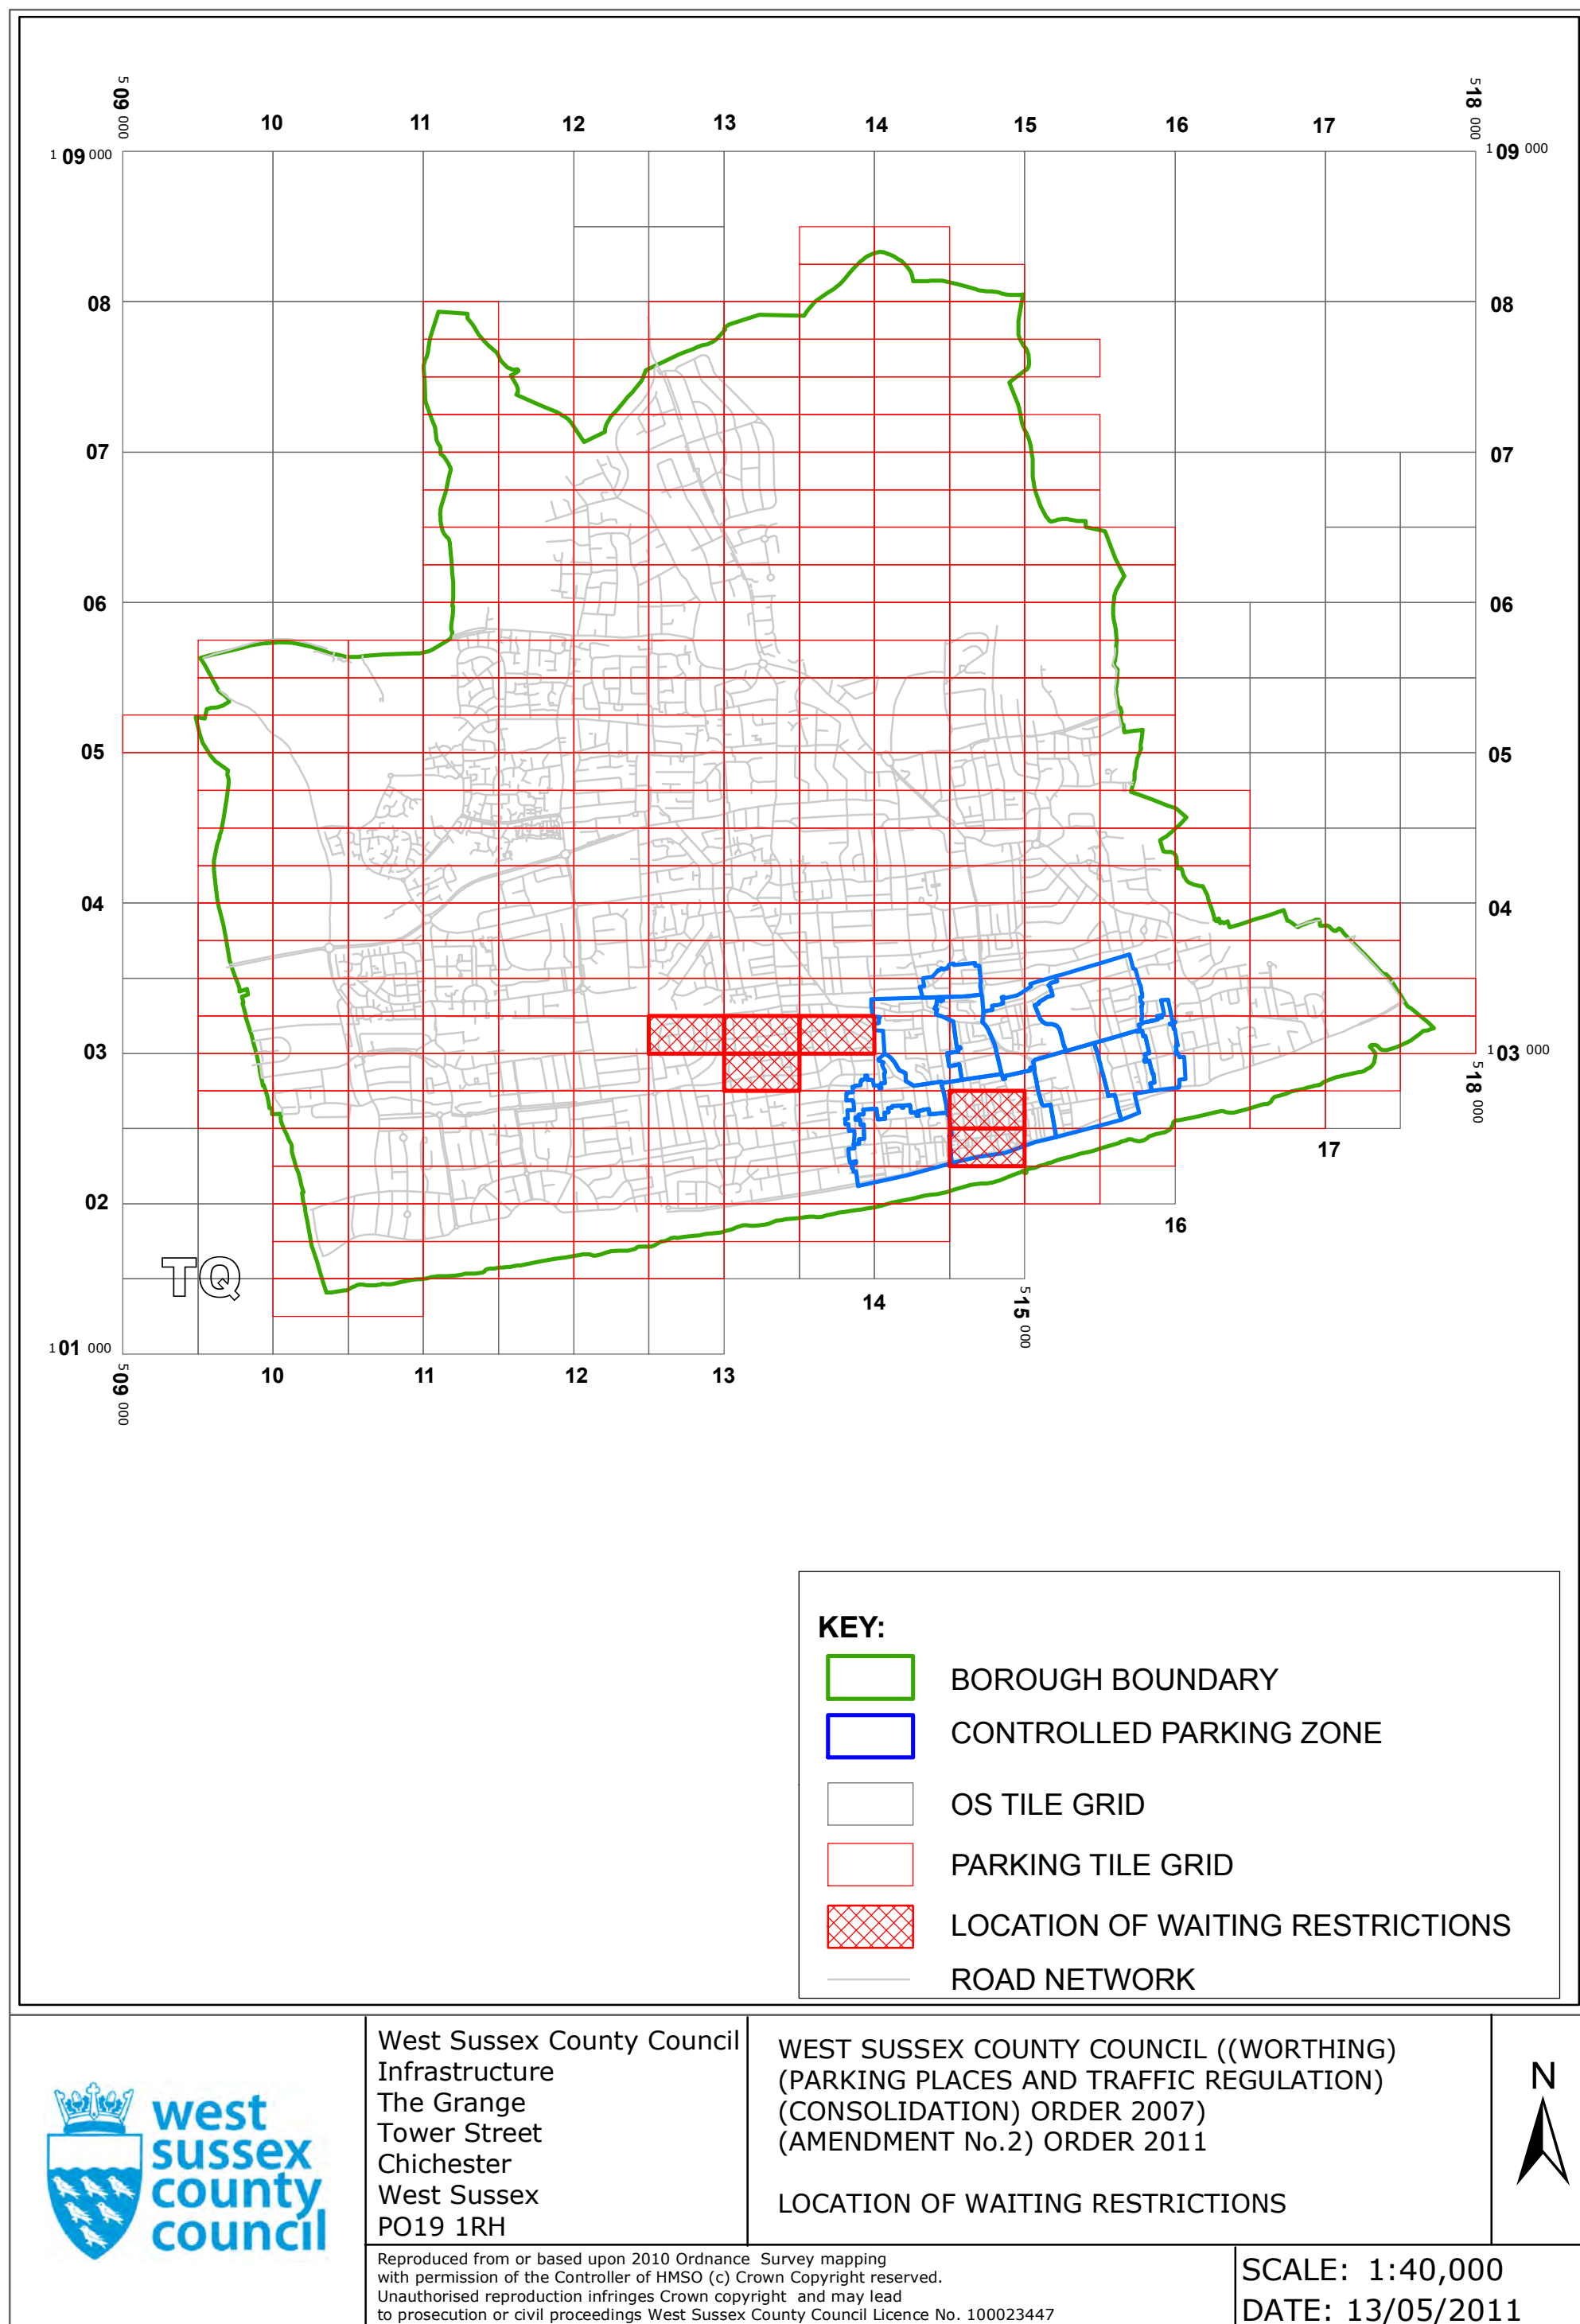 5 60 000
10
11
12
13
14
15
16
17
5 18 000
1 09 000
1 09 000
08
08
07
07
06
06
05
05
04
04
03
1 03 000
5 18 000
17
02
16
TQ
14
5 15 000
1 01 000
5 60 000
10
11
12
13
KEY:
BOROUGH BOUNDARY
CONTROLLED PARKING ZONE
OS TILE GRID
PARKING TILE GRID
LOCATION OF WAITING RESTRICTIONS
ROAD NETWORK
west
sussex
county
council
West Sussex County Council
Infrastructure
The Grange
Tower Street
Chichester
West Sussex
PO19 1RH
WEST SUSSEX COUNTY COUNCIL ((WORTHING)
(PARKING PLACES AND TRAFFIC REGULATION)
(CONSOLIDATION) ORDER 2007)
(AMENDMENT No.2) ORDER 2011
LOCATION OF WAITING RESTRICTIONS
N
Reproduced from or based upon 2010 Ordnance Survey mapping
with permission of the Controller of HMSO (c) Crown Copyright reserved.
Unauthorised reproduction infringes Crown copyright and may lead
to prosecution or civil proceedings West Sussex County Council Licence No. 100023447
SCALE: 1:40,000
DATE: 13/05/2011